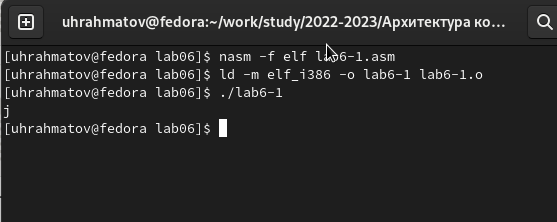 uhrahmatov@fedora:~/work/study/2022-2023/Архитектура ко...
[uhrahmatov@fedora lab06]$ nasm -f elf lab6-1.asm
[uhrahmatov@fedora lab06]$ ld -m elf_i386 -o lab6-1 lab6-1.o
[uhrahmatov@fedora lab06]$ ./lab6-1
j
[uhrahmatov@fedora lab06]$